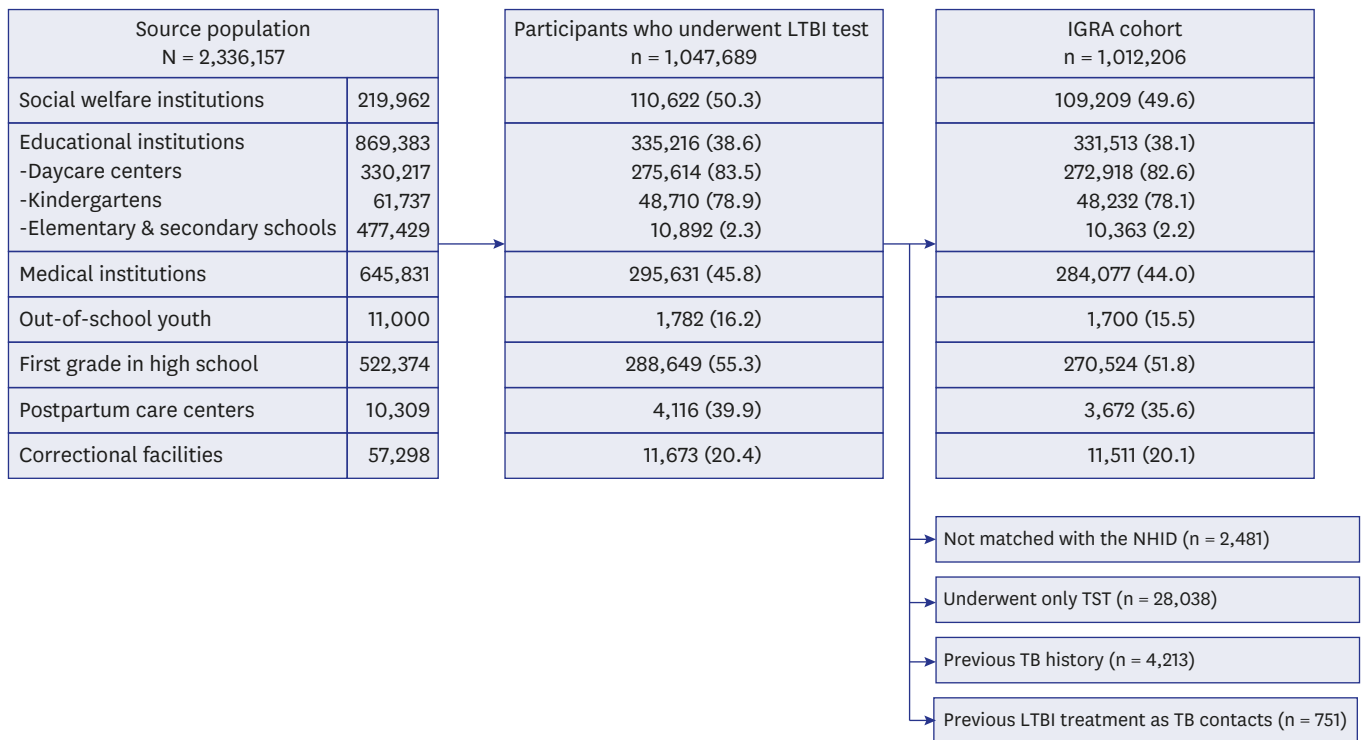 Source population
N = 2,336,157
Social welfare institutions 219,962
Educational institutions 869,383
-Daycare centers 330,217
-Kindergartens 61,737
-Elementary & secondary schools 477,429
Medical institutions 645,831
Out-of-school youth 11,000
First grade in high school 522,374
Postpartum care centers 10,309
Correctional facilities 57,298
Participants who underwent LTBI test
n = 1,047,689
110,622 (50.3)
335,216 (38.6)
275,614 (83.5)
48,710 (78.9)
10,892 (2.3)
295,631 (45.8)
1,782 (16.2)
288,649 (55.3)
4,116 (39.9)
11,673 (20.4)
IGRA cohort
n = 1,012,206
109,209 (49.6)
331,513 (38.1)
272,918 (82.6)
48,232 (78.1)
10,363 (2.2)
284,077 (44.0)
1,700 (15.5)
270,524 (51.8)
3,672 (35.6)
11,511 (20.1)
Not matched with the NHID (n = 2,481)
Underwent only TST (n = 28,038)
Previous TB history (n = 4,213)
Previous LTBI treatment as TB contacts (n = 751)